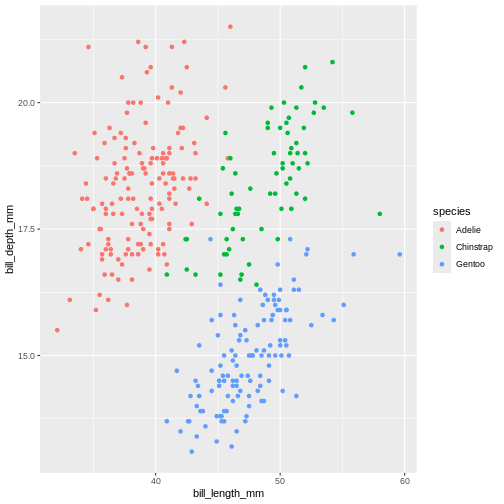 bill_depth_mm
20.0
17.5
15.0
40
50
60
bill_length_mm
species
Adelie
Chinstrap
Gentoo